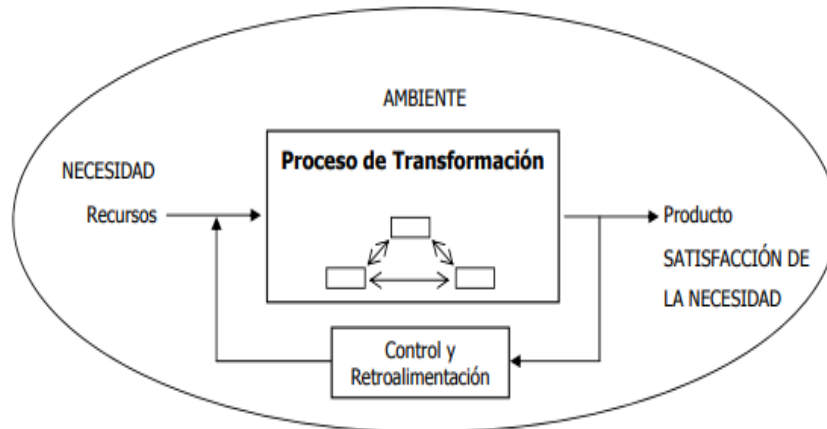 AMBIENTE
Proceso de Transformación
NECESIDAD
Recursos
Producto
SATISFACCIÓN DE
LA NECESIDAD
Control y
Retroalimentación